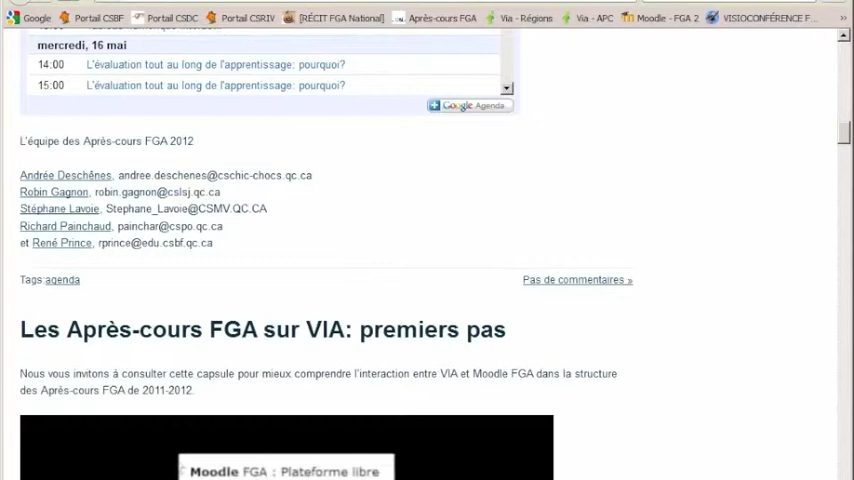 Google Portail CSBF Portail CSDC Portail CSRIV [RÉCIT FGA National] Après-cours FGA Via - Régions Via - APC Moodle - FGA 2 VISIOCONFÉRENCE F... »
mercredi, 16 mai
14:00 L'évaluation tout au long de l'apprentissage: pourquoi?
15:00 L'évaluation tout au long de l'apprentissage: pourquoi?
Google Agenda
L'équipe des Après-cours FGA 2012
Andrée Deschênes, andree.deschenes@cschic-chocs.qc.ca
Robin Gagnon, robin.gagnon@cslsj.qc.ca
Stéphane Lavoie, Stephane_Lavoie@CSMV.QC.CA
Richard Painchaud, painchar@cspo.qc.ca
et René Prince, rprince@edu.csbf.qc.ca
Tags:agenda Pas de commentaires »
Les Après-cours FGA sur VIA: premiers pas
Nous vous invitons à consulter cette capsule pour mieux comprendre l'interaction entre VIA et Moodle FGA dans la structure
des Après-cours FGA de 2011-2012.
Moodle FGA : Plateforme libre